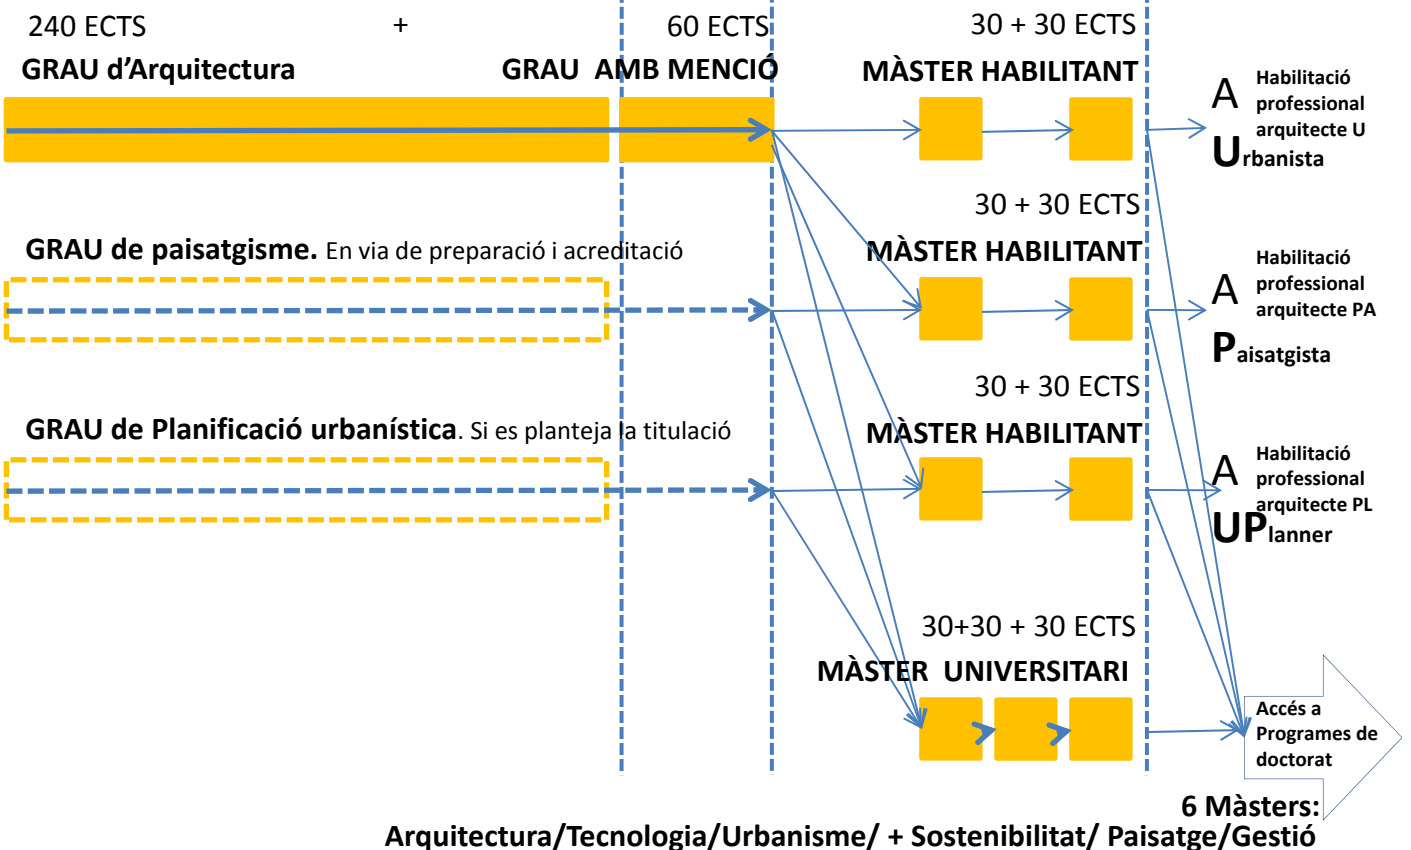 240 ECTS + 60 ECTS 30 + 30 ECTS
GRAU d'Arquitectura GRAU AMB MENCIÓ MÀSTER HABILITANT
A Urbanista
Habilitació
professional
arquitecte U
30 + 30 ECTS
GRAU de paisatgisme. En via de preparació i acreditació MÀSTER HABILITANT
A Paisatgista
Habilitació
professional
arquitecte PA
30 + 30 ECTS
GRAU de Planificació urbanística. Si es planteja la titulació MÀSTER HABILITANT
A UPlanner
Habilitació
professional
arquitecte PL
30+30 + 30 ECTS
MÀSTER UNIVERSITARI
Accés a
Programes de
doctorat
6 Màsters:
Arquitectura/Tecnologia/Urbanisme/ + Sostenibilitat/ Paisatge/Gestió